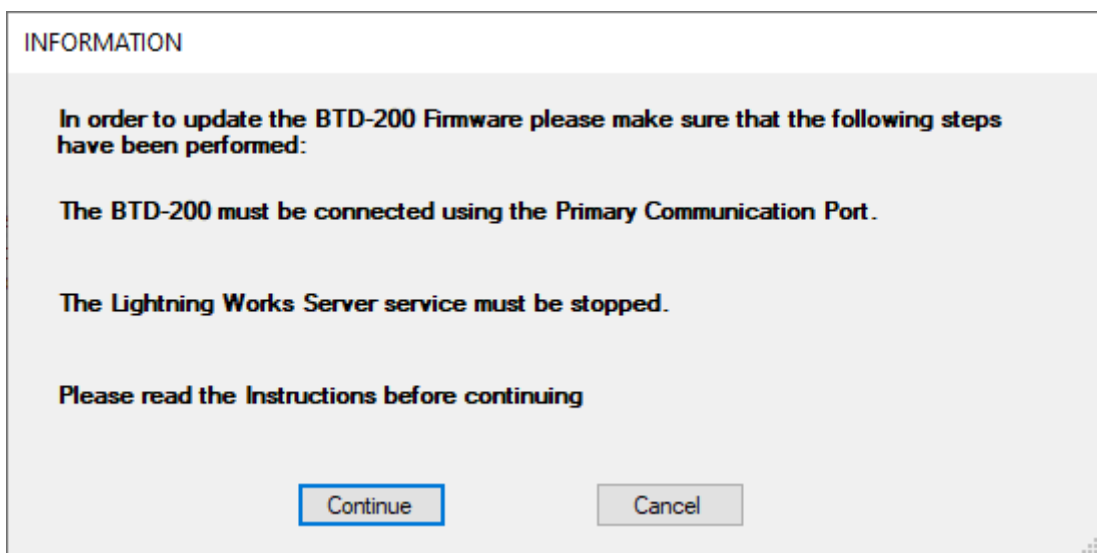 INFORMATION
In order to update the BTD-200 Firmware please make sure that the following steps
have been performed:
The BTD-200 must be connected using the Primary Communication Port.
The Lightning Works Server service must be stopped.
Please read the Instructions before continuing
Continue
Cancel